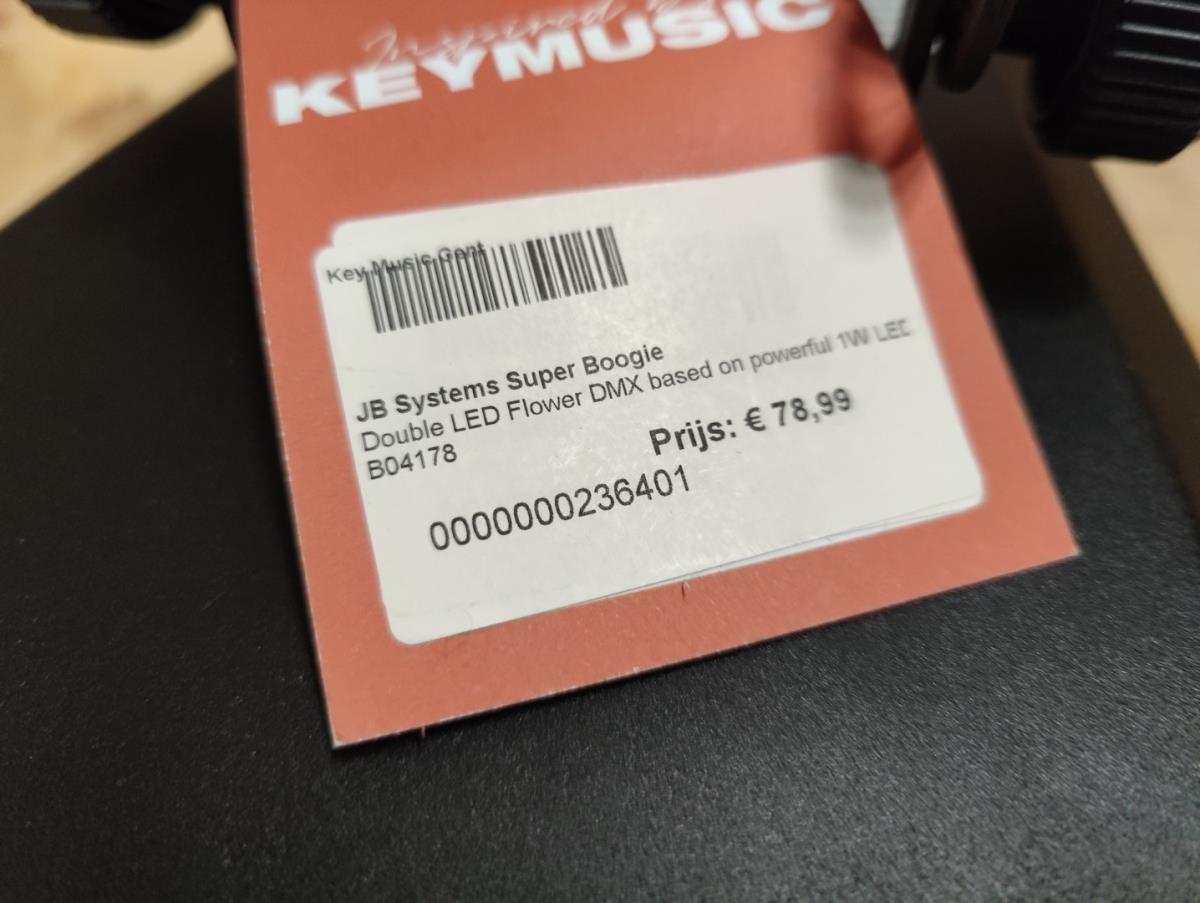 Inspired by
KEYMUSIC
Key Music Gent
JB Systems Super Boogie
Double LED Flower DMX based on powerful 1W LED
B04178
Prijs: € 78,99
0000000236401